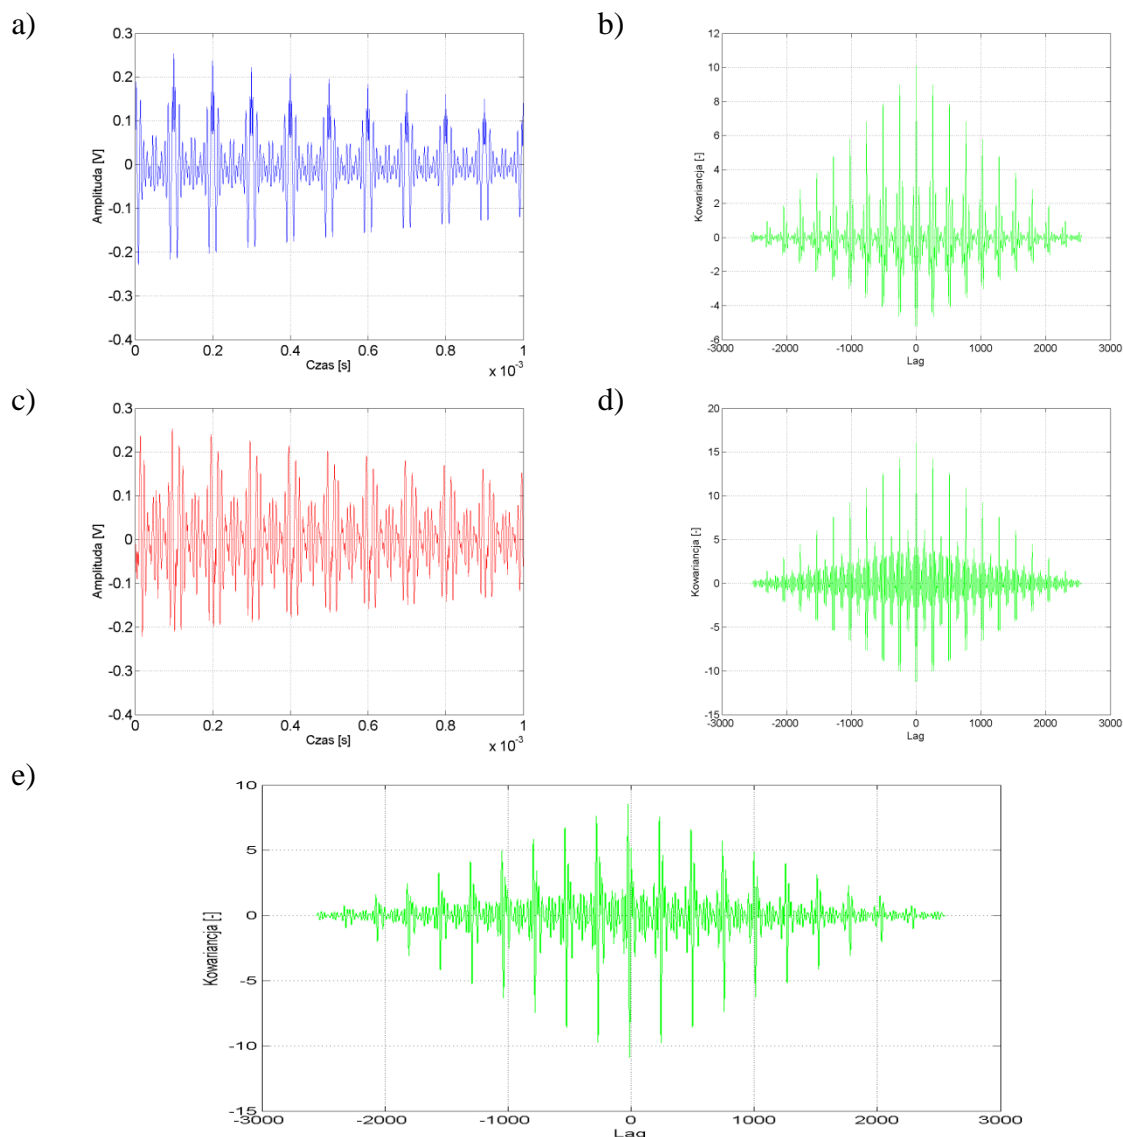 a)
0.3
0.2
0.1
0
-0.1
-0.2
-0.3
-0.4
Amplituda [V]
0 0.2 0.4 0.6 0.8 1
Czas [s]
x 10-3
b)
12
10
8
6
4
2
0
-2
-4
-6
Kowariancja [-]
-3000 -2000 -1000 0 1000 2000 3000
Lag
c)
0.3
0.2
0.1
0
-0.1
-0.2
-0.3
-0.4
Amplituda [V]
0 0.2 0.4 0.6 0.8 1
Czas [s]
x 10-3
d)
20
15
10
5
0
-5
-10
-15
Kowariancja [-]
-3000 -2000 -1000 0 1000 2000 3000
Lag
e)
10
5
0
-5
-10
-15
Kowariancja [-]
-3000 -2000 -1000 0 1000 2000 3000
Lag